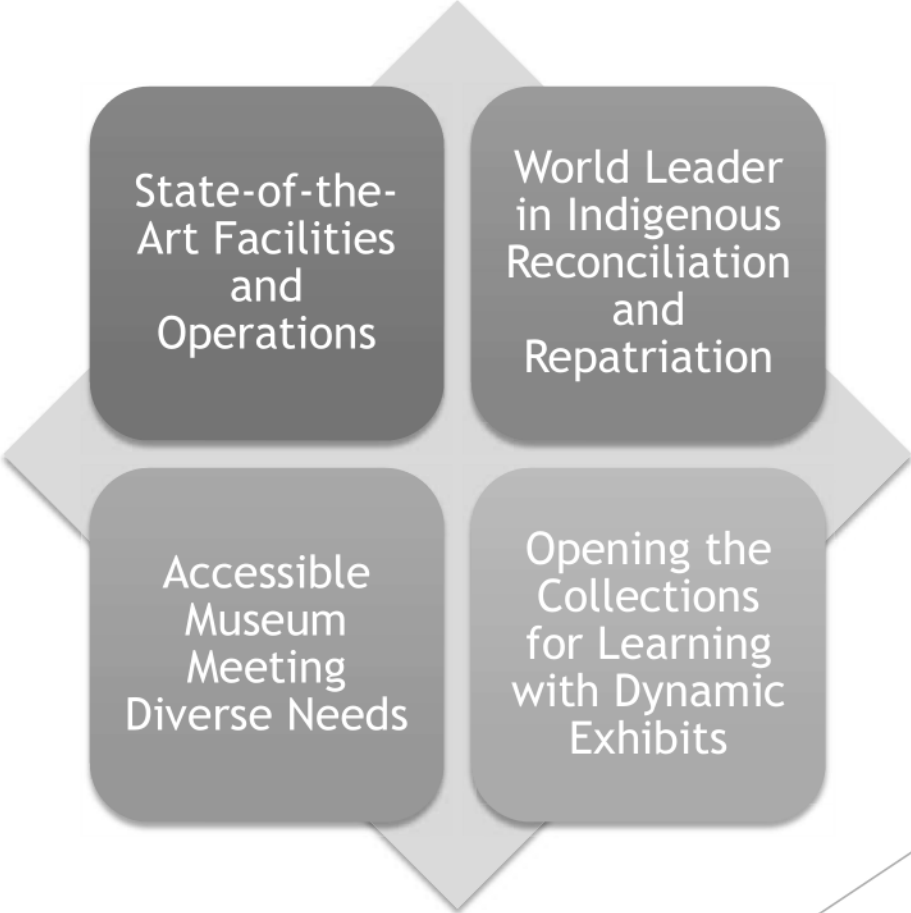 State-of-the-
Art Facilities
and
Operations
World Leader
in Indigenous
Reconciliation
and
Repatriation
Accessible
Museum
Meeting
Diverse Needs
Opening the
Collections
for Learning
with Dynamic
Exhibits